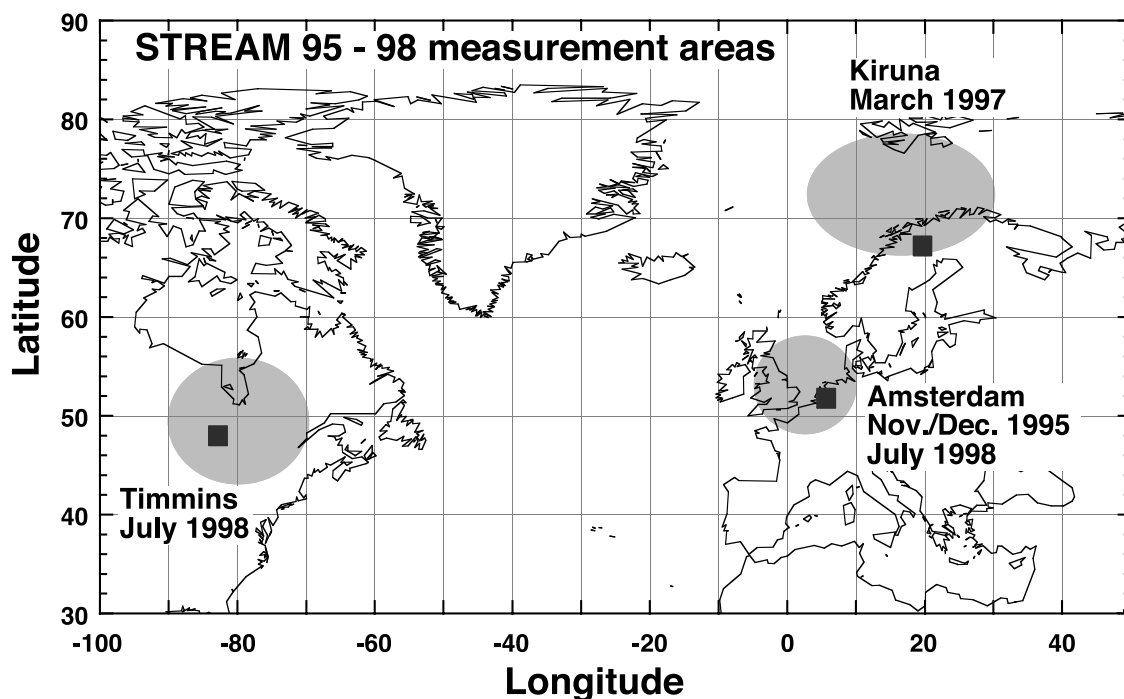 STREAM 95 - 98 measurement areas
Kiruna
March 1997
Amsterdam
Nov./Dec. 1995
July 1998
Timmins
July 1998
Latitude
90
80
70
60
50
40
30
-100
-80
-60
-40
-20
0
20
40
Longitude